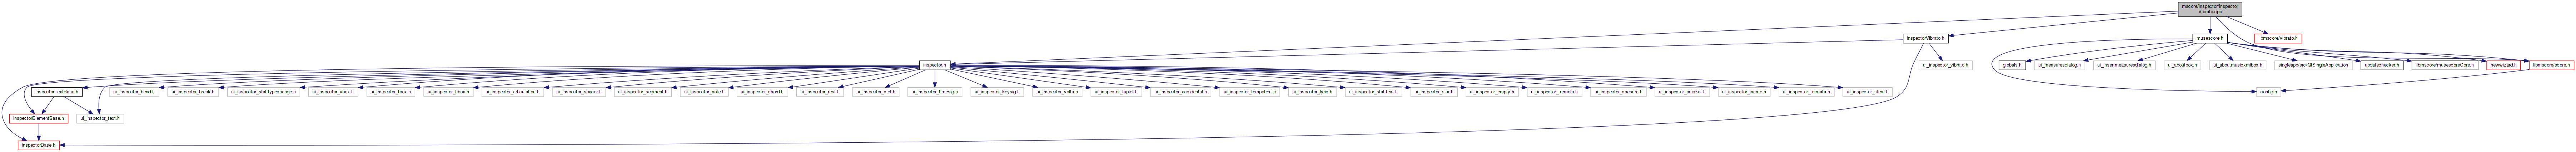 mscore/inspector/inspector
Vibrato.cpp
inspectorVibrato.h
musescore.h
libmscore/vibrato.h
inspector.h
ui_inspector_vibrato.h
globals.h
ui_measuresdialog.h
ui_insertmeasuresdialog.h
ui_aboutbox.h
ui_aboutmusicxmlbox.h
singleapp/src/QtSingleApplication
updatechecker.h
libmscore/musescoreCore.h
newwizard.h
libmscore/score.h
inspectorTextBase.h
ui_inspector_bend.h
ui_inspector_break.h
ui_inspector_stafftypechange.h
ui_inspector_vbox.h
ui_inspector_tbox.h
ui_inspector_hbox.h
ui_inspector_articulation.h
ui_inspector_spacer.h
ui_inspector_segment.h
ui_inspector_note.h
ui_inspector_chord.h
ui_inspector_rest.h
ui_inspector_clef.h
ui_inspector_timesig.h
ui_inspector_keysig.h
ui_inspector_volta.h
ui_inspector_tuplet.h
ui_inspector_accidental.h
ui_inspector_tempotext.h
ui_inspector_lyric.h
ui_inspector_stafftext.h
ui_inspector_slur.h
ui_inspector_empty.h
ui_inspector_tremolo.h
ui_inspector_caesura.h
ui_inspector_bracket.h
ui_inspector_iname.h
ui_inspector_fermata.h
ui_inspector_stem.h
config.h
inspectorElementBase.h
ui_inspector_text.h
inspectorBase.h